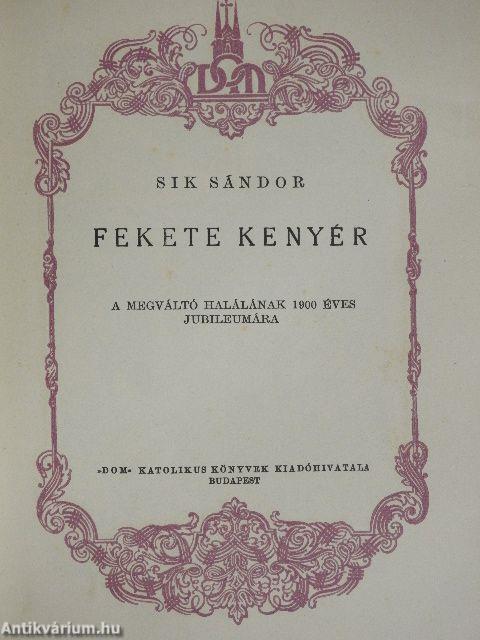 DOM
SIK SÁNDOR
FEKETE KENYÉR
A MEGVÁLTÓ HALÁLÁNAK 1900 ÉVES
JUBILEUMÁRA
»DOM« KATOLIKUS KÖNYVEK KIADÓHIVATALA
BUDAPEST
Antikvárium.hu